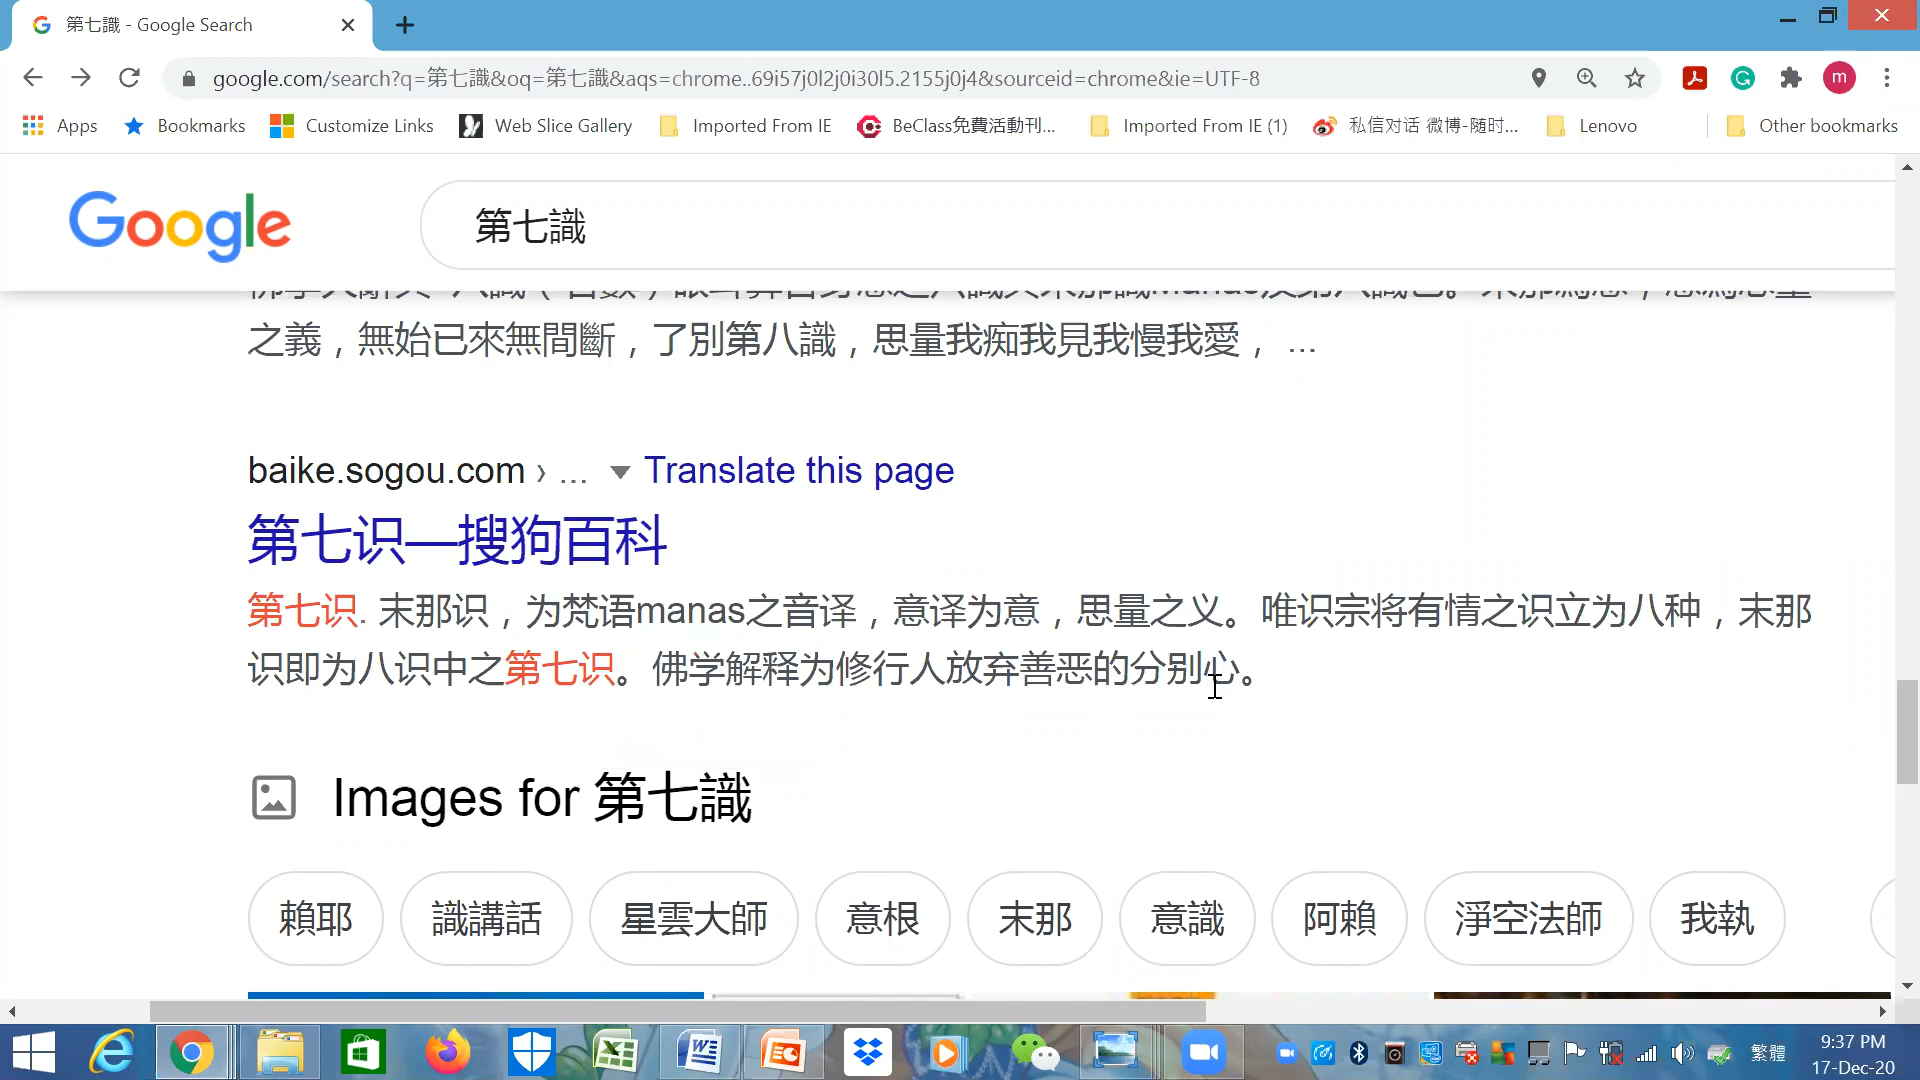 第七識 - Google Search
google.com/search?q=第七識&oq=第七識&aqs=chrome..69i57j0l2j0i30l5.2155j0j4&sourceid=chrome&ie=UTF-8
m
Apps Bookmarks Customize Links Web Slice Gallery Imported From IE BeClass免費活動刊... Imported From IE (1) 私信对话 微博-随时... Lenovo Other bookmarks
Google 第七識
之義，無始已來無間斷，了別第八識，思量我痴我見我慢我愛， ...
baike.sogou.com › ... Translate this page
第七识—搜狗百科
第七识. 末那识，为梵语manas之音译，意译为意，思量之义。唯识宗将有情之识立为八种，末那
识即为八识中之第七识。佛学解释为修行人放弃善恶的分别心。
Images for 第七識
賴耶 識講話 星雲大師 意根 末那 意識 阿賴 淨空法師 我執
繁體
9:37 PM
17-Dec-20